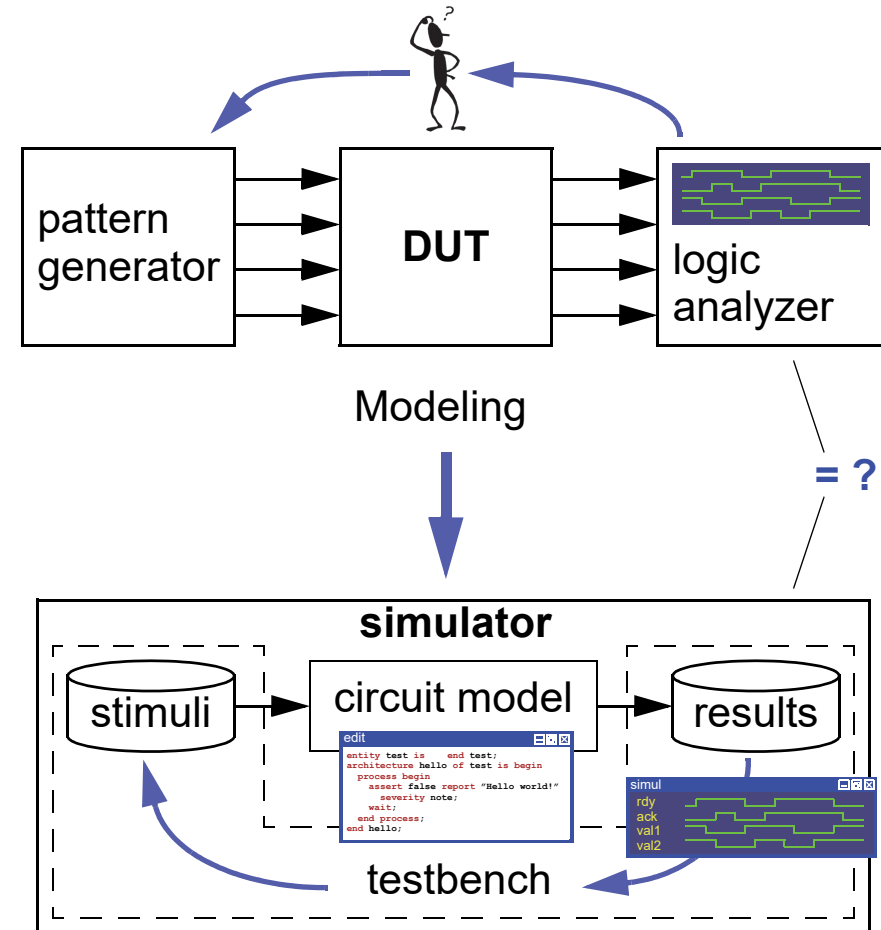 ?
pattern
generator
DUT
logic
analyzer
Modeling
= ?
simulator
stimuli
circuit model
results
edit
entity test is    end test;
architecture hello of test is begin
process begin
assert false report "Hello world!"
severity note;
wait;
end process;
end hello;
simul
rdy
ack
val1
val2
testbench